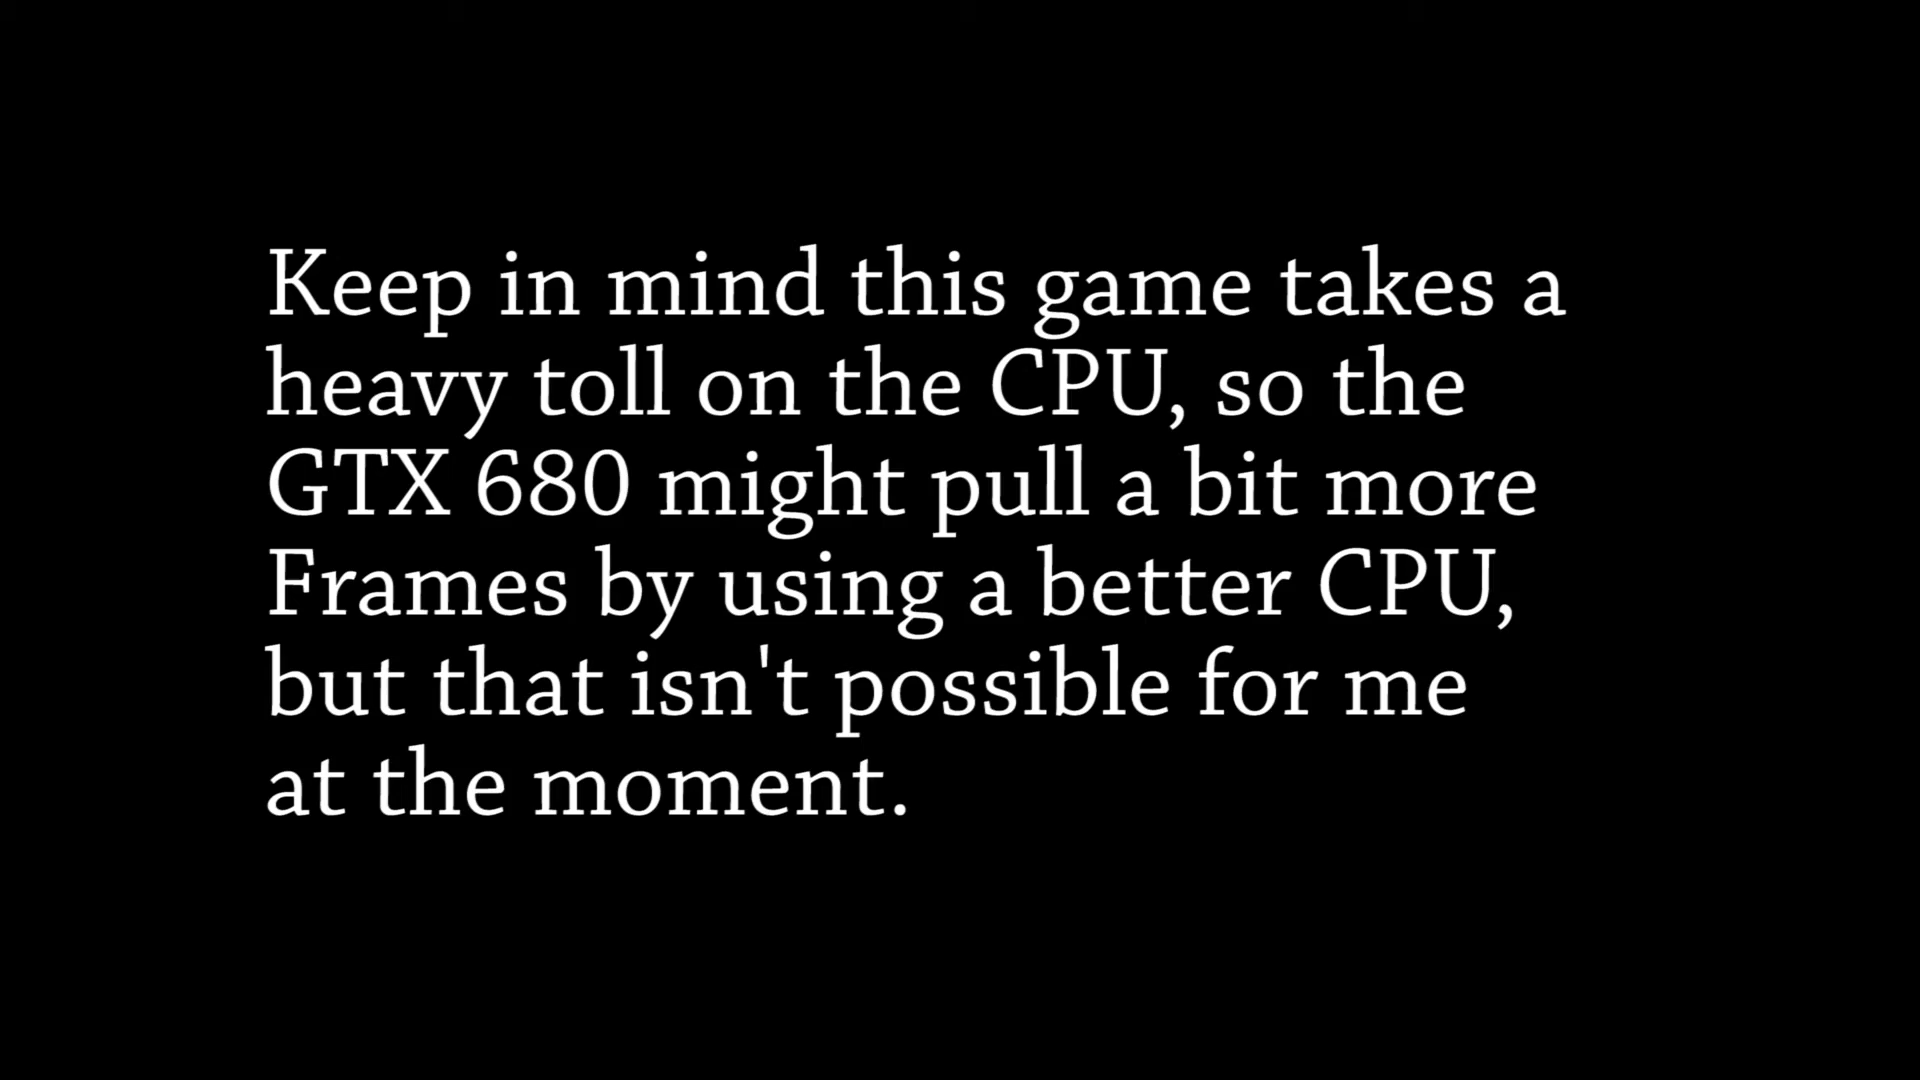 Keep in mind this game takes a
heavy toll on the CPU, so the
GTX 680 might pull a bit more
Frames by using a better CPU,
but that isn't possible for me
at the moment.